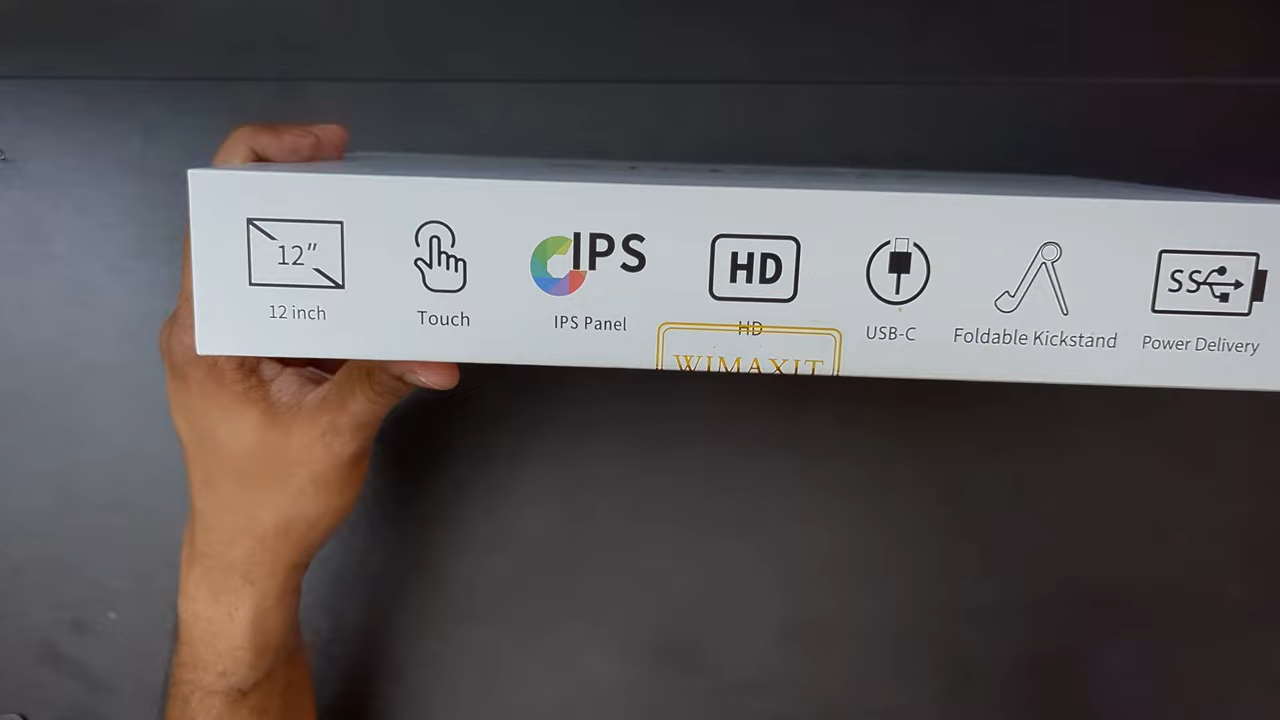 12"
12 inch
Touch
IPS
IPS Panel
HD
HD
WIMAXIT
USB-C
Foldable Kickstand
SS
Power Delivery